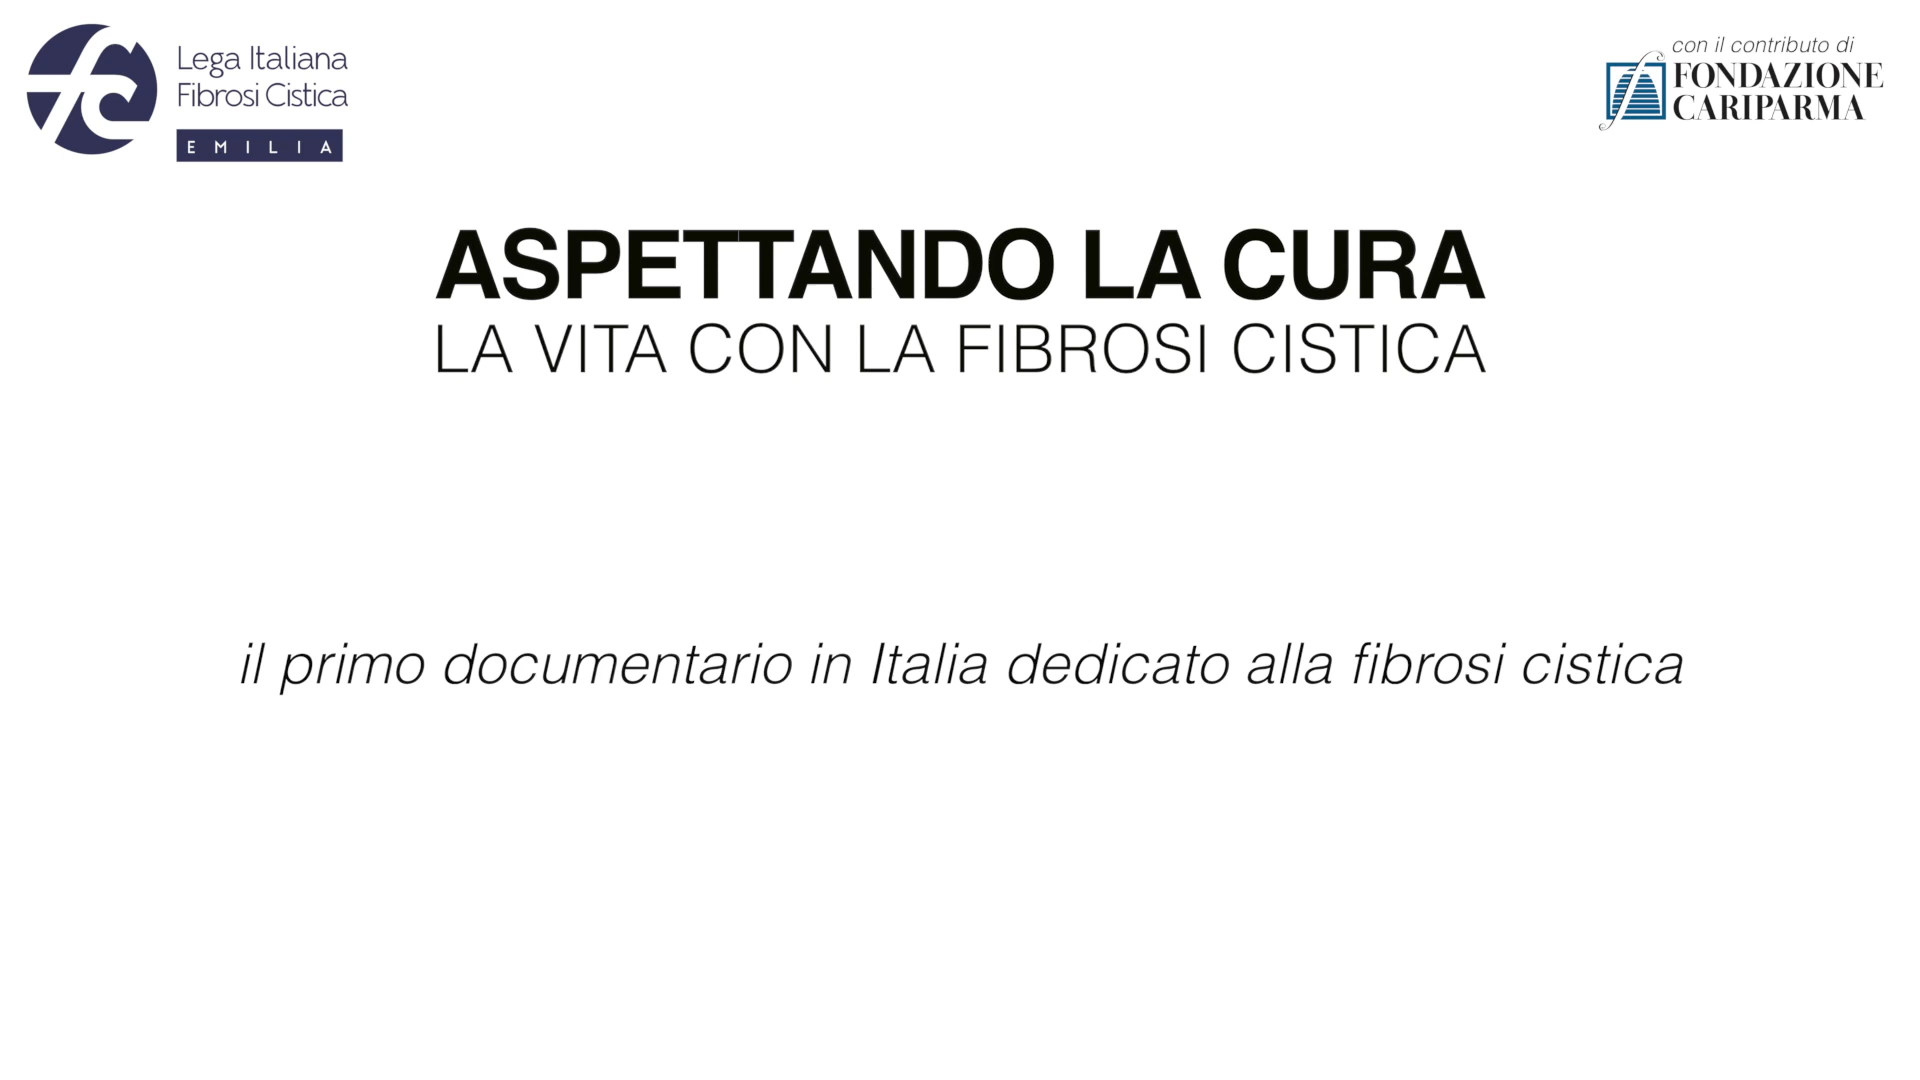 Lega Italiana
Fibrosi Cistica
EMILIA
con il contributo di
FONDAZIONE
CARIPARMA
ASPETTANDO LA CURA
LA VITA CON LA FIBROSI CISTICA
il primo documentario in Italia dedicato alla fibrosi cistica